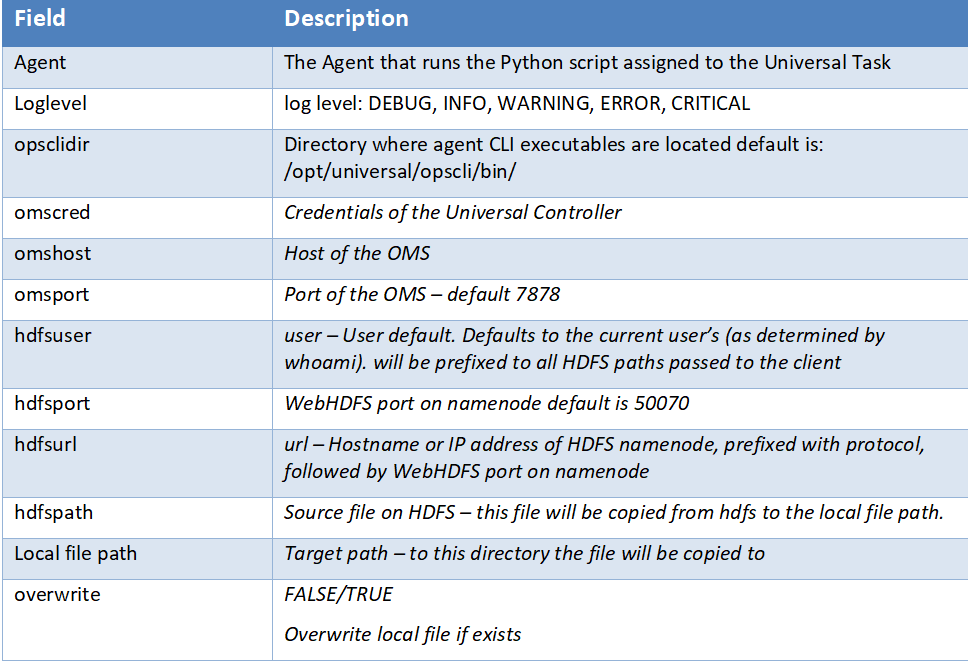 Field Description
Agent The Agent that runs the Python script assigned to the Universal Task
Loglevel log level: DEBUG, INFO, WARNING, ERROR, CRITICAL
opsclidir Directory where agent CLI executables are located default is:
/opt/universal/opscli/bin/
omscred Credentials of the Universal Controller
omshost Host of the OMS
omsport Port of the OMS – default 7878
hdfsuser user – User default. Defaults to the current user’s (as determined by
whoami). will be prefixed to all HDFS paths passed to the client
hdfsport WebHDFS port on namenode default is 50070
hdfsurl url – Hostname or IP address of HDFS namenode, prefixed with protocol,
followed by WebHDFS port on namenode
hdfspath Source file on HDFS – this file will be copied from hdfs to the local file path.
Local file path Target path – to this directory the file will be copied to
overwrite FALSE/TRUE
Overwrite local file if exists